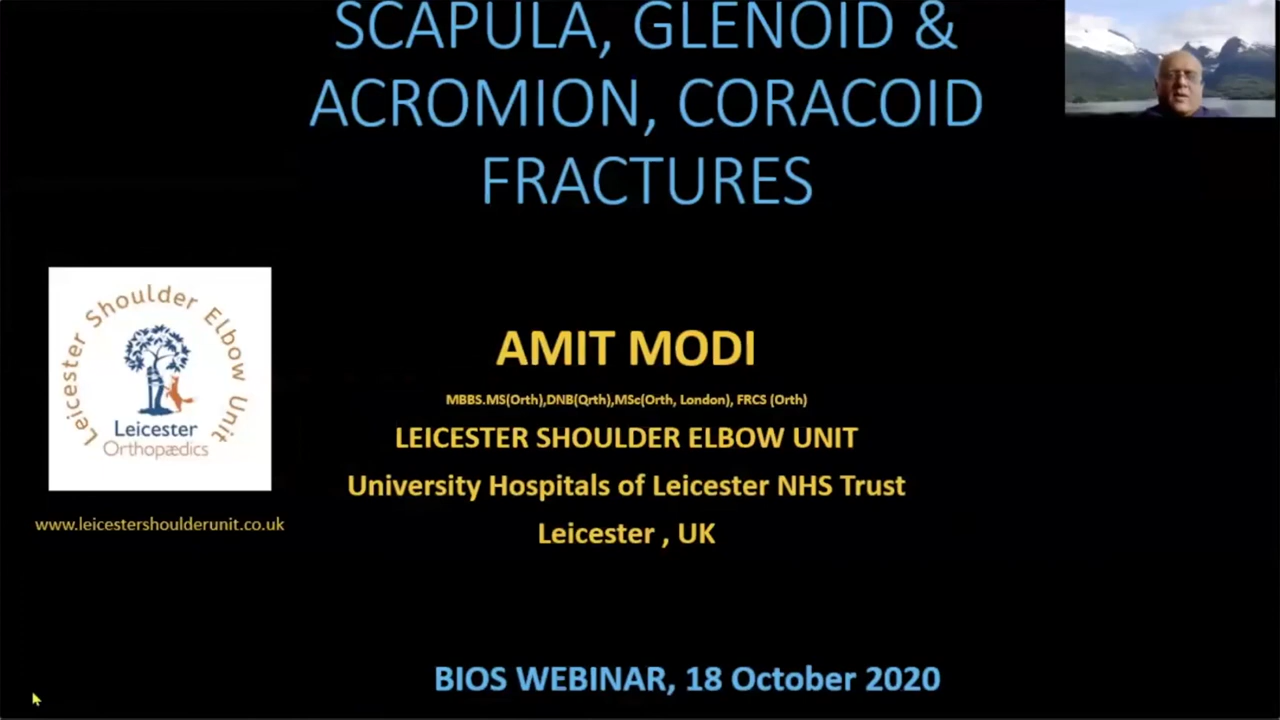 SCAPULA, GLENOID &
ACROMION, CORACOID
FRACTURES
Leicester Shoulder Elbow Unit
Leicester
Orthopædics
www.leicestershoulderunit.co.uk
AMIT MODI
MBBS.MS(Orth),DNB(Qrth),MSc(Orth, London), FRCS (Orth)
LEICESTER SHOULDER ELBOW UNIT
University Hospitals of Leicester NHS Trust
Leicester , UK
BIOS WEBINAR, 18 October 2020